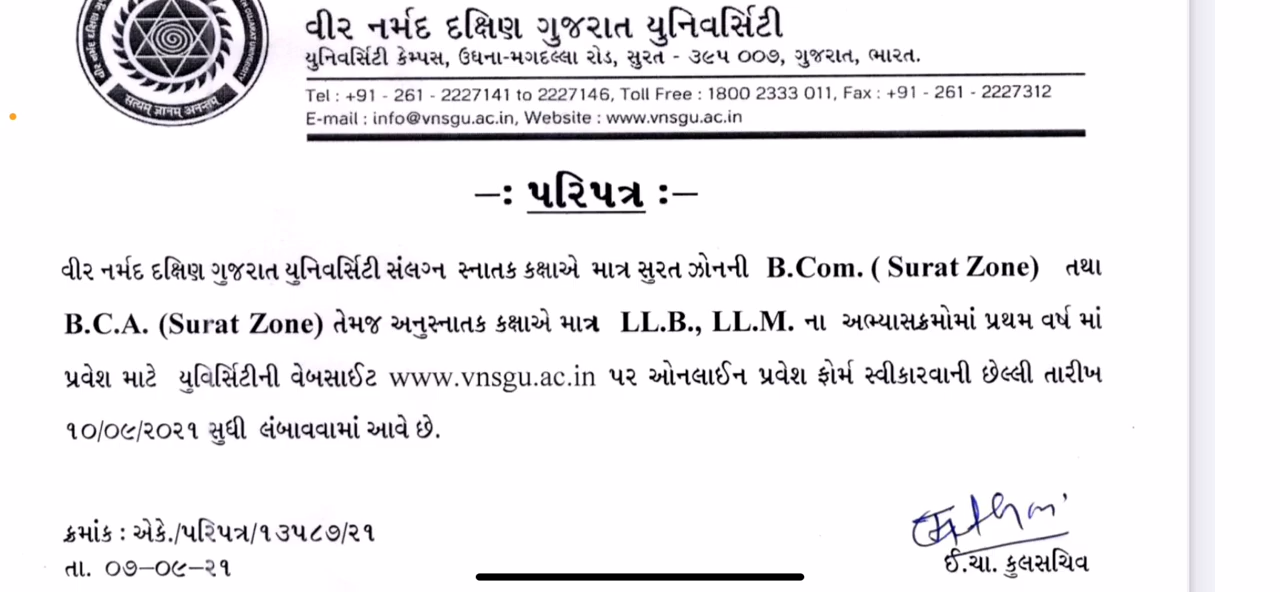 વીર નર્મદ દક્ષિણ ગુજરાત યુનિવર્સિટી
યુનિવર્સિટી કેમ્પસ, ઉધના-મગદલ્લા રોડ, સુરત - ૩૯૫ ૦૦૭, ગુજરાત, ભારત.
Tel : +91 - 261 - 2227141 to 2227146, Toll Free : 1800 2333 011, Fax : +91 - 261 - 2227312
E-mail : info@vnsgu.ac.in, Website : www.vnsgu.ac.in
सत्यम् ज्ञानम् अनन्तम्
–: પરિપત્ર :–
વીર નર્મદ દક્ષિણ ગુજરાત યુનિવર્સિટી સંલગ્ન સ્નાતક કક્ષાએ માત્ર સુરત ઝોનની B.Com. ( Surat Zone) તથા
B.C.A. (Surat Zone) તેમજ અનુસ્નાતક કક્ષાએ માત્ર LL.B., LL.M. ના અભ્યાસક્રમોમાં પ્રથમ વર્ષ માં
પ્રવેશ માટે યુવિર્સિટીની વેબસાઈટ www.vnsgu.ac.in પર ઓનલાઈન પ્રવેશ ફોર્મ સ્વીકારવાની છેલ્લી તારીખ
૧૦/૦૯/૨૦૨૧ સુધી લંબાવવામાં આવે છે.
ક્રમાંક : એકે./પરિપત્ર/૧૩૫૮૭/૨૧
તા. ૦૭–૦૯–૨૧
ઈ.ચા. કુલસચિવ